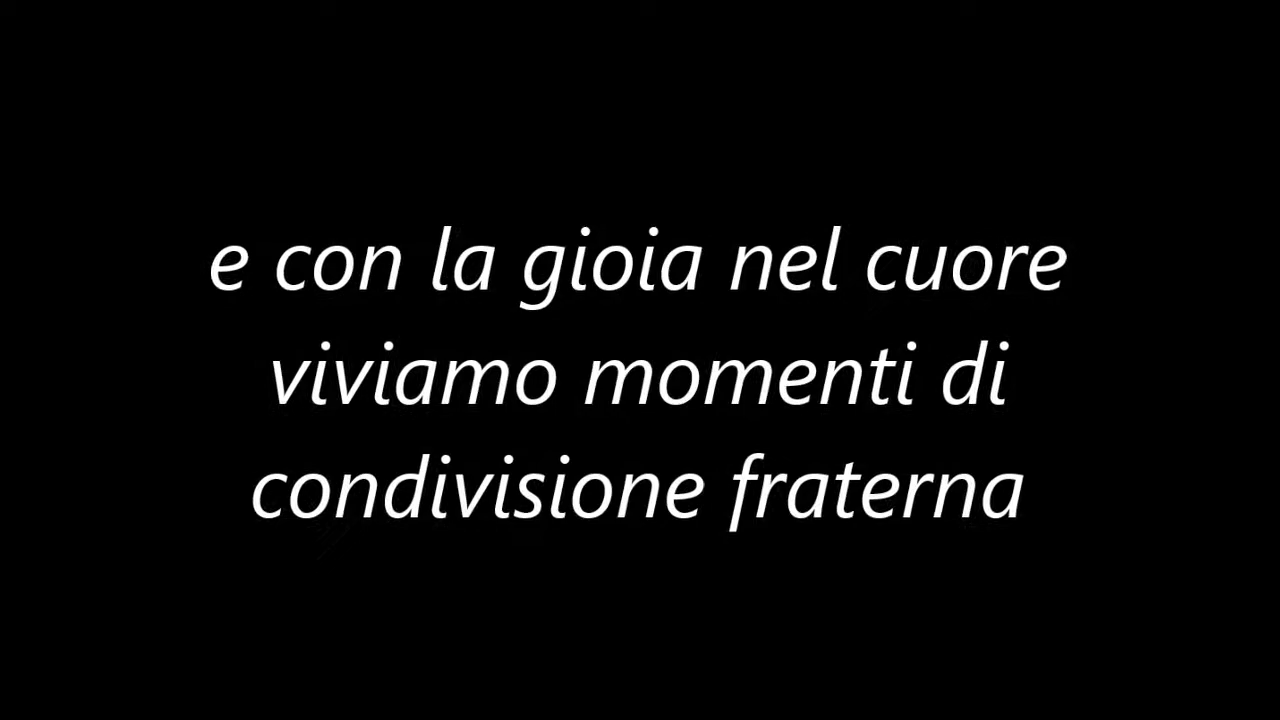 e con la gioia nel cuore
viviamo momenti di
condivisione fraterna